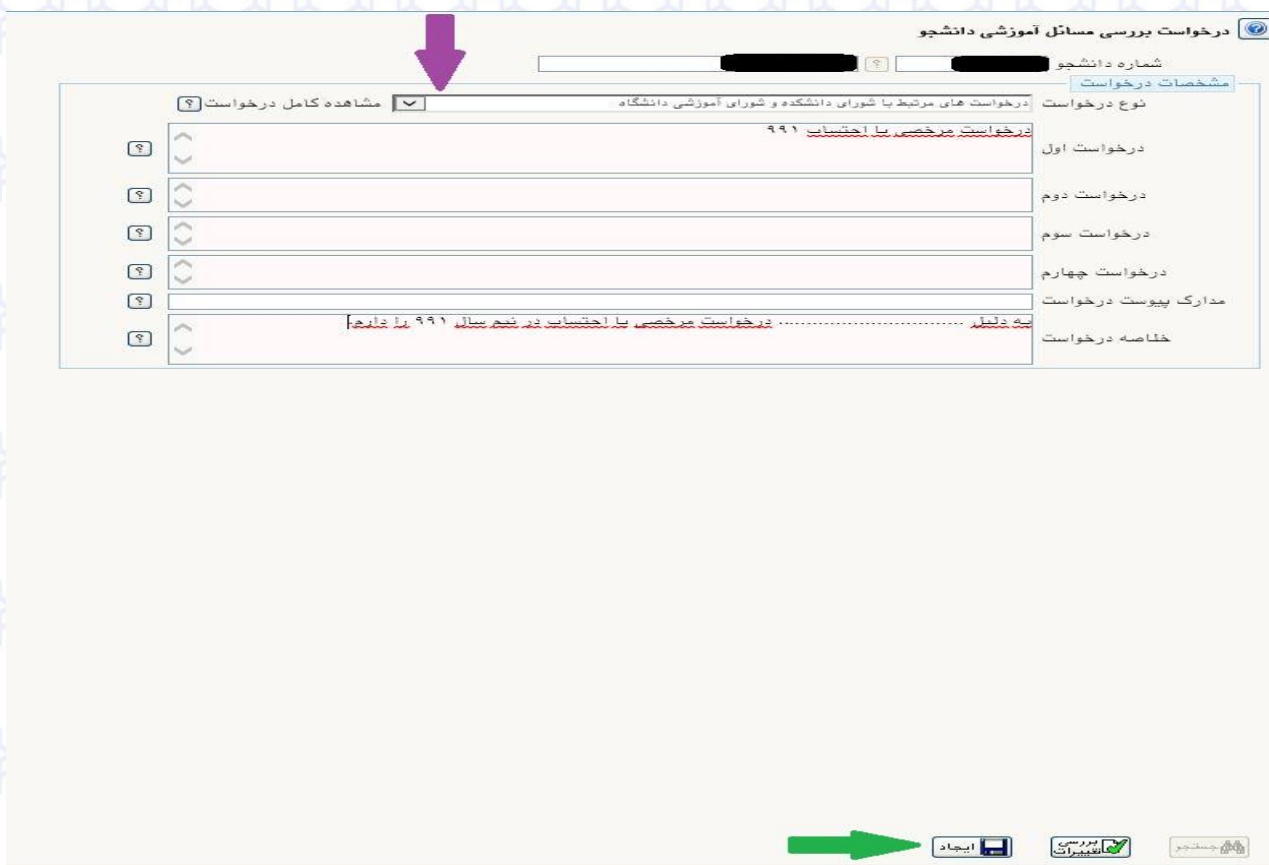 درخواست بررسی مسائل آموزشی دانشجو
شماره دانشجو
مشخصات درخواست
نوع درخواست درخواست های مرتبط با شورای دانشکده و شورای آموزشی دانشگاه مشاهده کامل درخواست ؟
درخواست اول درخواست مرخصی با احتساب ۹۹۱ ؟
درخواست دوم ؟
درخواست سوم ؟
درخواست چهارم ؟
مدارک پیوست درخواست ؟
خلاصه درخواست به دلیل ............................ درخواست مرخصی با احتساب در نیم سال ۹۹۱ را دارم. ؟
جستجو بررسی تغییرات ایجاد